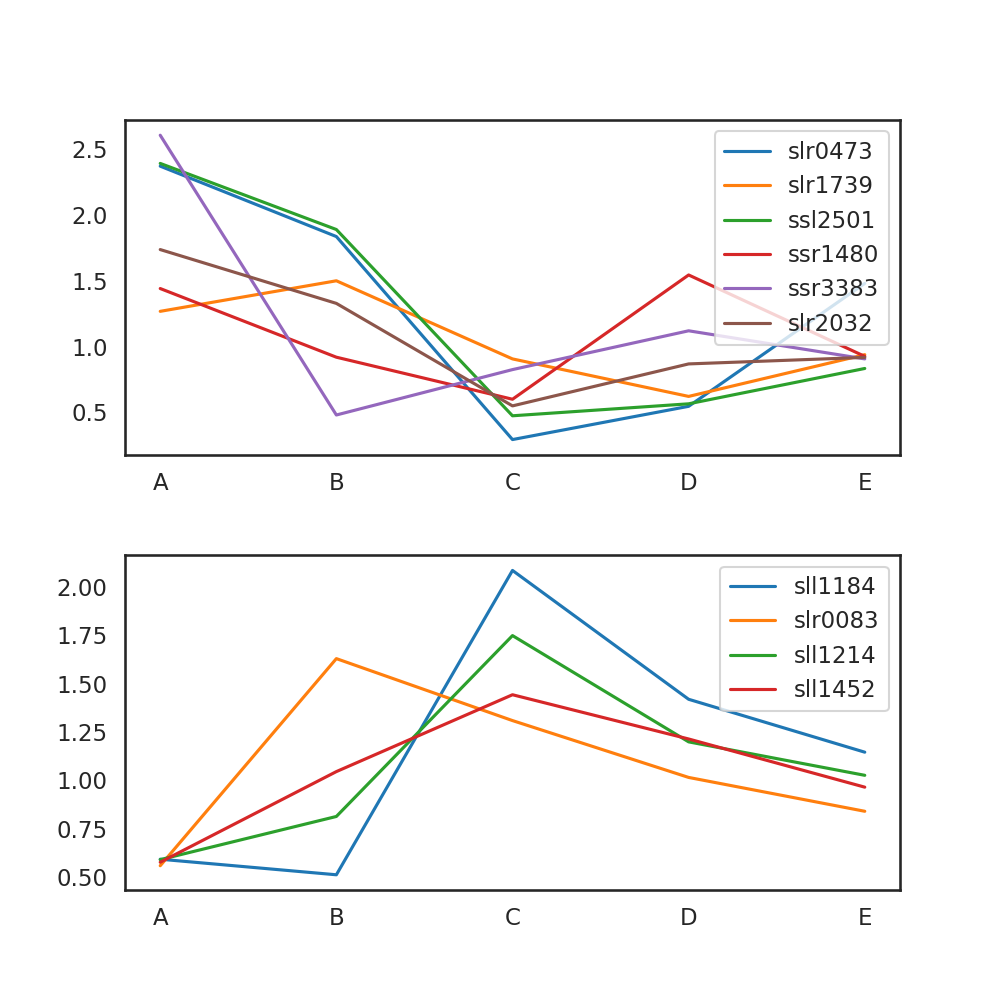 2.5
2.0
1.5
1.0
0.5
slr0473
slr1739
ssl2501
ssr1480
ssr3383
slr2032
A B C D E
2.00
1.75
1.50
1.25
1.00
0.75
0.50
sll1184
slr0083
sll1214
sll1452
A B C D E